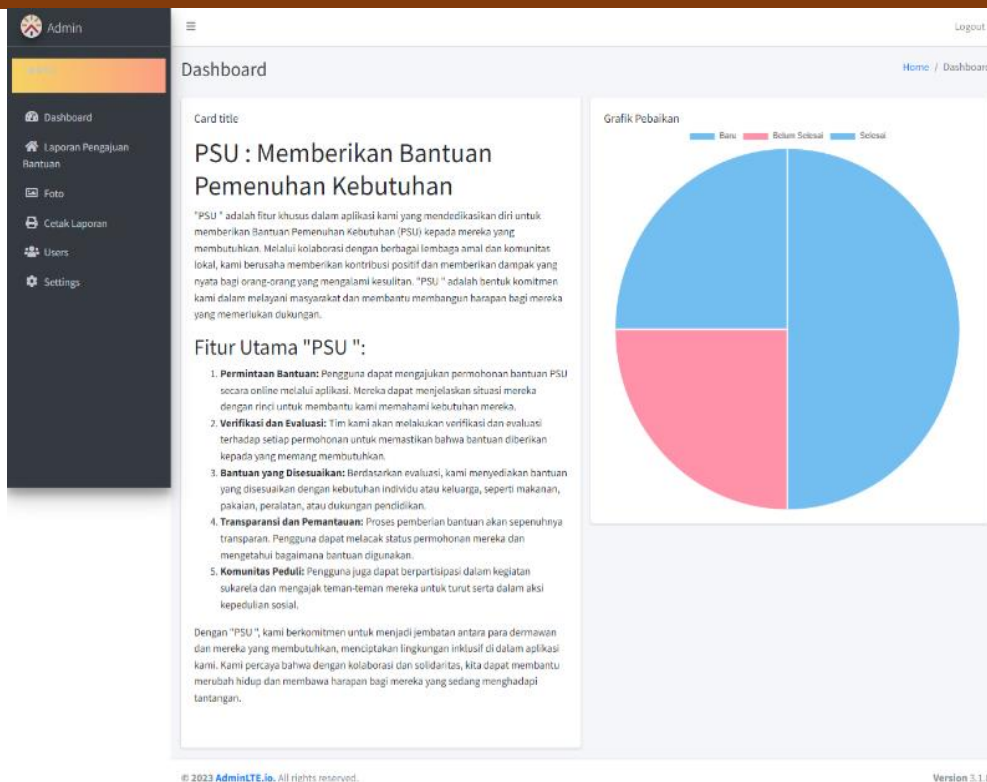 Admin
Logout
Dashboard
Home / Dashboard
Dashboard
Laporan Pengajuan
Bantuan
Foto
Cetak Laporan
Users
Settings
Card title
PSU : Memberikan Bantuan
Pemenuhan Kebutuhan
"PSU " adalah fitur khusus dalam aplikasi kami yang mendedikasikan diri untuk
memberikan Bantuan Pemenuhan Kebutuhan (PSU) kepada mereka yang
membutuhkan. Melalui kolaborasi dengan berbagai lembaga amal dan komunitas
lokal, kami berusaha memberikan kontribusi positif dan memberikan dampak yang
nyata bagi orang-orang yang mengalami kesulitan. "PSU " adalah bentuk komitmen
kami dalam melayani masyarakat dan membantu membangun harapan bagi mereka
yang memerlukan dukungan.
Fitur Utama "PSU ":
1. Permintaan Bantuan: Pengguna dapat mengajukan permohonan bantuan PSU
secara online melalui aplikasi. Mereka dapat menjelaskan situasi mereka
dengan rinci untuk membantu kami memahami kebutuhan mereka.
2. Verifikasi dan Evaluasi: Tim kami akan melakukan verifikasi dan evaluasi
terhadap setiap permohonan untuk memastikan bahwa bantuan diberikan
kepada yang memang membutuhkan.
3. Bantuan yang Disesuaikan: Berdasarkan evaluasi, kami menyediakan bantuan
yang disesuaikan dengan kebutuhan individu atau keluarga, seperti makanan,
pakaian, peralatan, atau dukungan pendidikan.
4. Transparansi dan Pemantauan: Proses pemberian bantuan akan sepenuhnya
transparan. Pengguna dapat melacak status permohonan mereka dan
mengetahui bagaimana bantuan digunakan.
5. Komunitas Peduli: Pengguna juga dapat berpartisipasi dalam kegiatan
sukarela dan mengajak teman-teman mereka untuk turut serta dalam aksi
kepedulian sosial.
Dengan "PSU ", kami berkomitmen untuk menjadi jembatan antara para dermawan
dan mereka yang membutuhkan, menciptakan lingkungan inklusif di dalam aplikasi
kami. Kami percaya bahwa dengan kolaborasi dan solidaritas, kita dapat membantu
merubah hidup dan membawa harapan bagi mereka yang sedang menghadapi
tantangan.
Grafik Pebaikan
Baru Belum Selesai Selesai
© 2023 AdminLTE.io. All rights reserved.
Version 3.1.